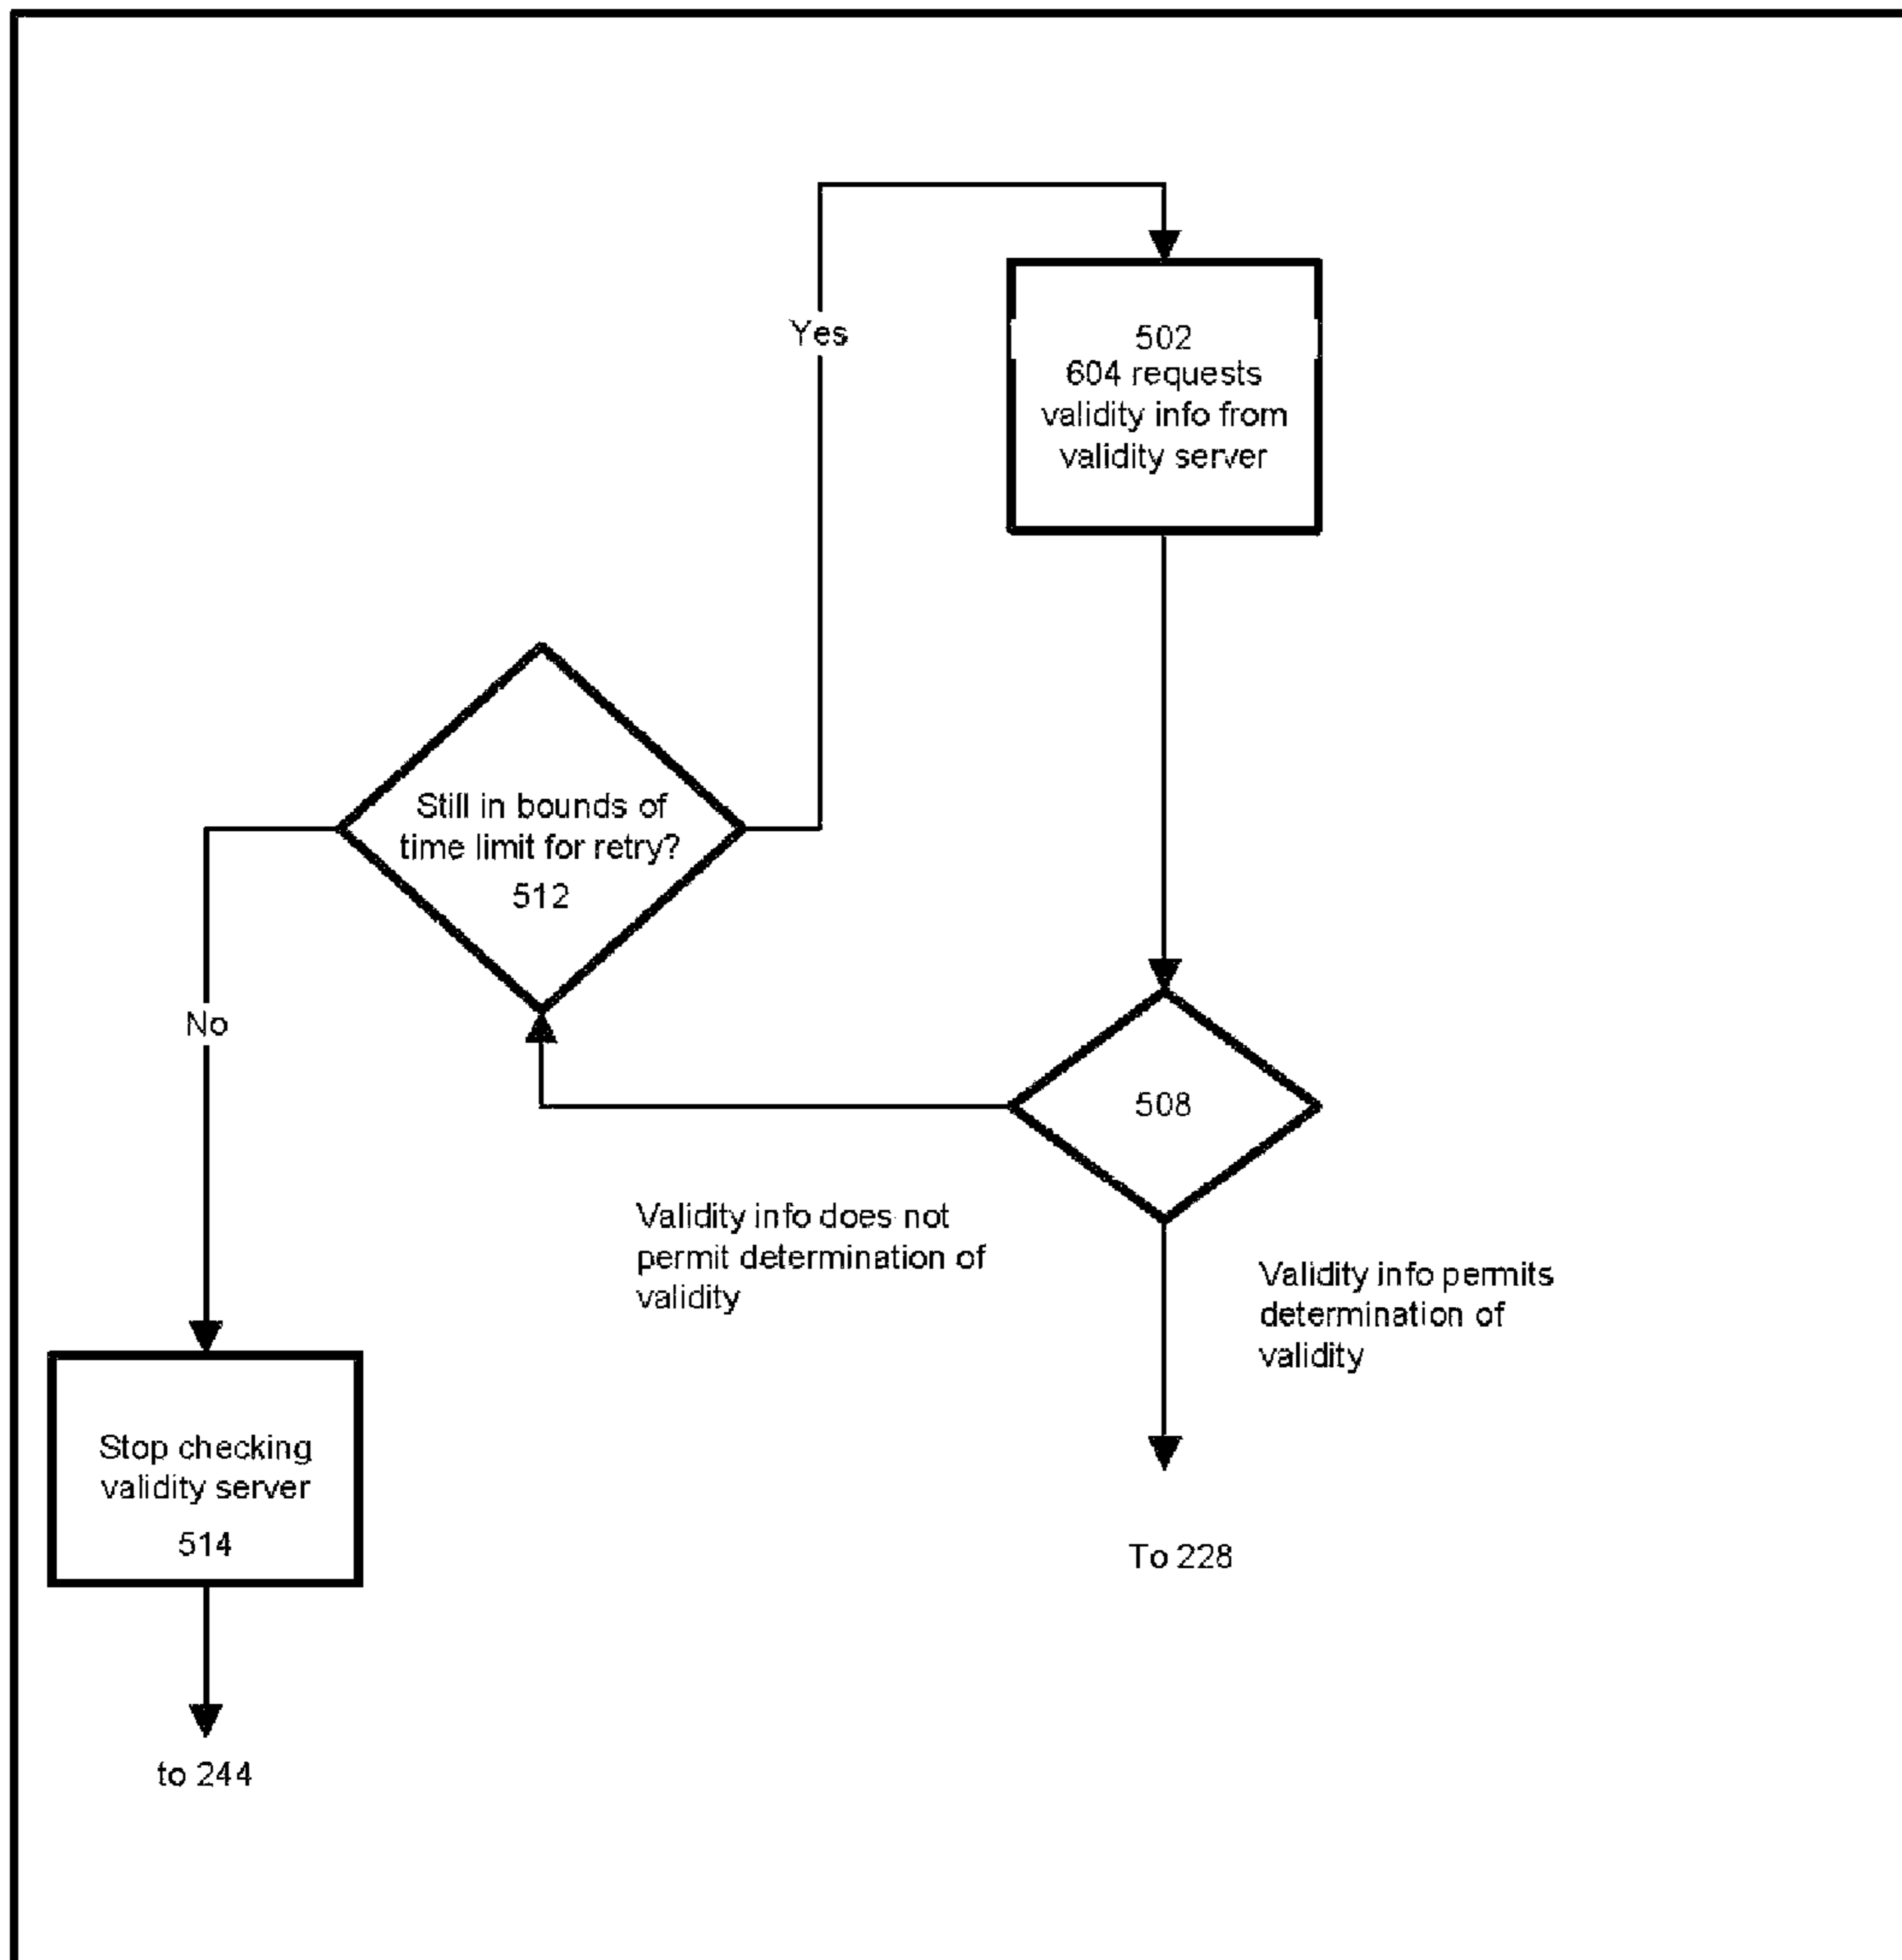 Yes
502
604 requests
validity info from
validity server
Still in bounds of
time limit for retry?
512
No
508
Validity info does not
permit determination of
validity
Validity info permits
determination of
validity
Stop checking
validity server
514
To 228
to 244